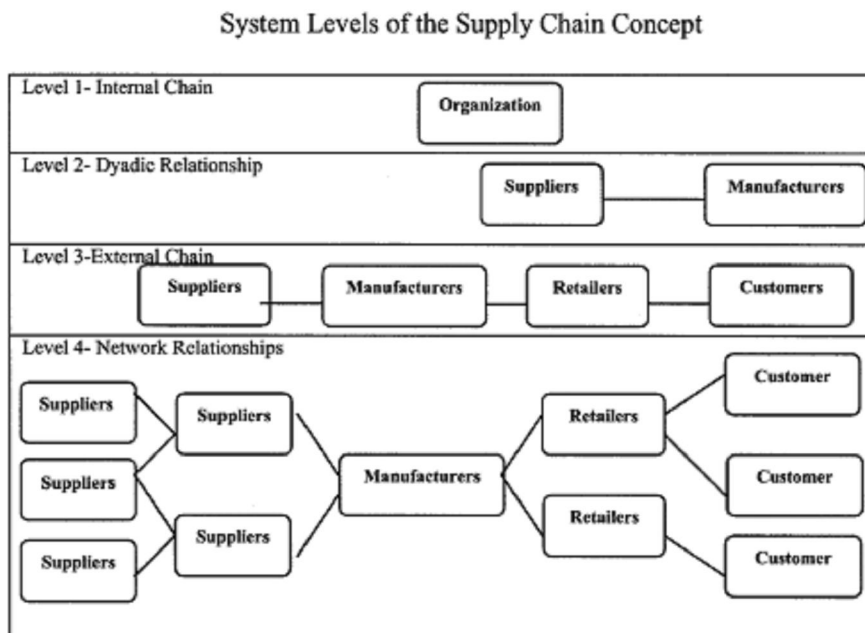 System Levels of the Supply Chain Concept
Level 1- Internal Chain
Organization
Level 2- Dyadic Relationship
Suppliers
Manufacturers
Level 3-External Chain
Suppliers
Manufacturers
Retailers
Customers
Level 4- Network Relationships
Suppliers
Suppliers
Suppliers
Suppliers
Suppliers
Manufacturers
Retailers
Retailers
Customer
Customer
Customer